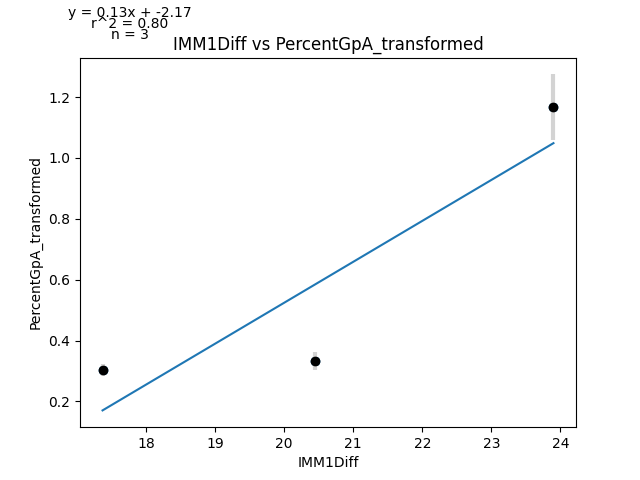 y = 0.13x + -2.17
r^2 = 0.80
n = 3
IMM1Diff vs PercentGpA_transformed
PercentGpA_transformed
1.2
1.0
0.8
0.6
0.4
0.2
18 19 20 21 22 23 24
IMM1Diff